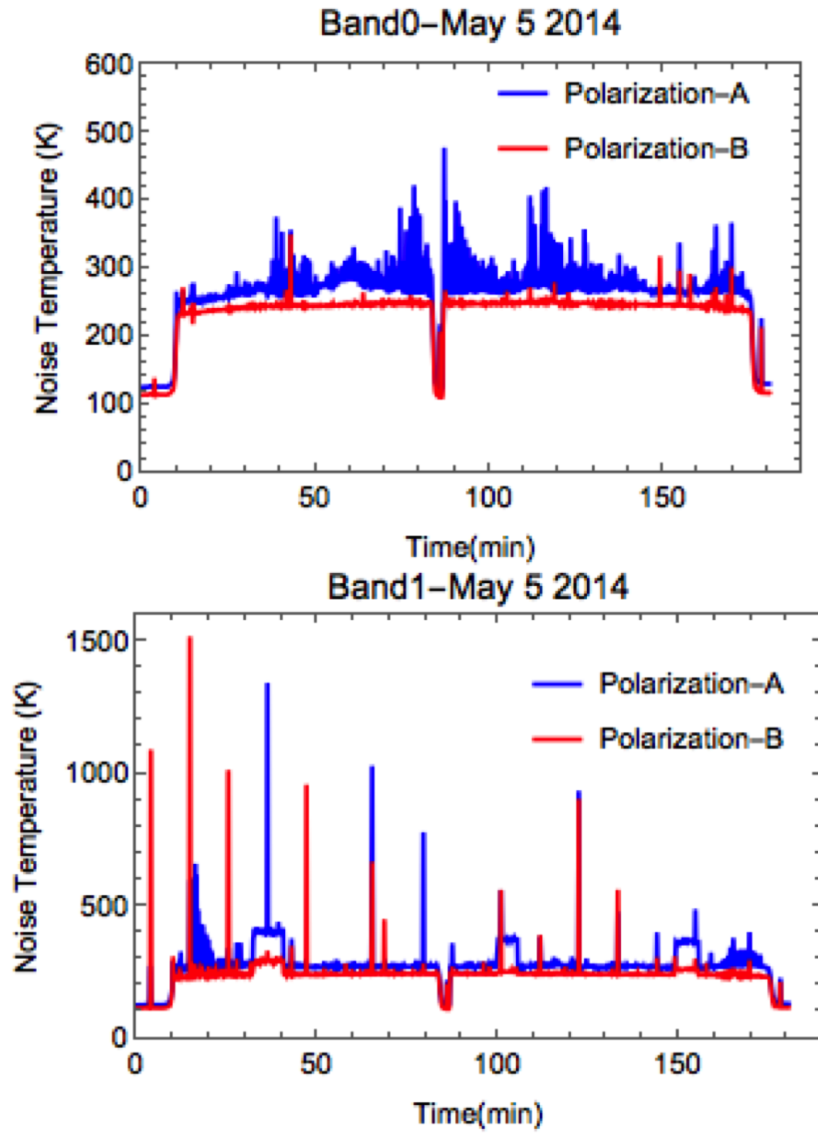 Band0–May 5 2014
Noise Temperature (K)
600
500
400
300
200
100
0
Polarization–A
Polarization–B
0
50
100
150
Time(min)
Band1–May 5 2014
Noise Temperature (K)
1500
1000
500
0
Polarization–A
Polarization–B
0
50
100
150
Time(min)